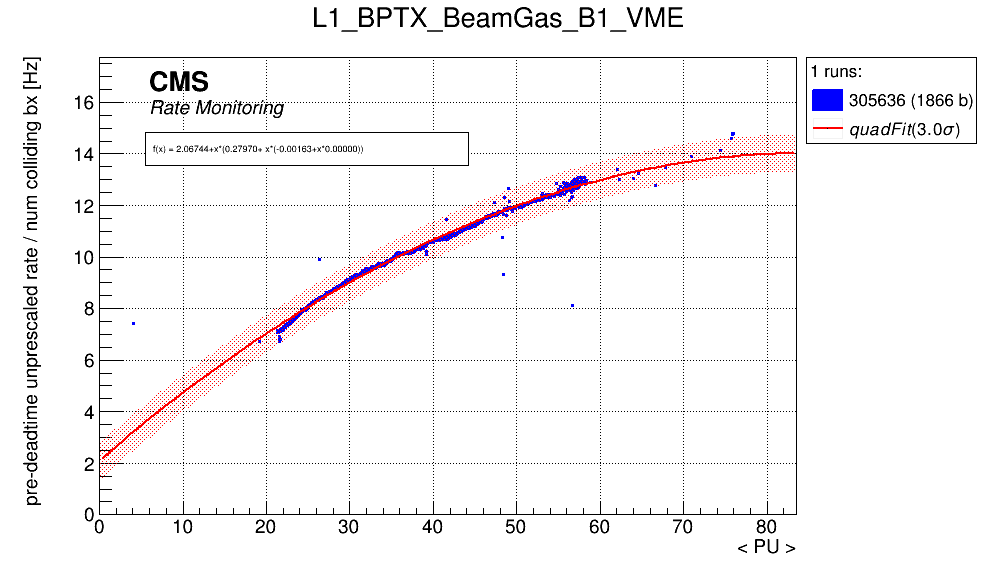 L1_BPTX_BeamGas_B1_VME
pre-deadtime unprescaled rate / num colliding bx [Hz]
CMS
Rate Monitoring
f(x) = 2.06744+x*(0.27970+ x*(-0.00163+x*0.00000))
1 runs:
305636 (1866 b)
quadFit(3.0σ)
16
14
12
10
8
6
4
2
0
0 10 20 30 40 50 60 70 80
< PU >